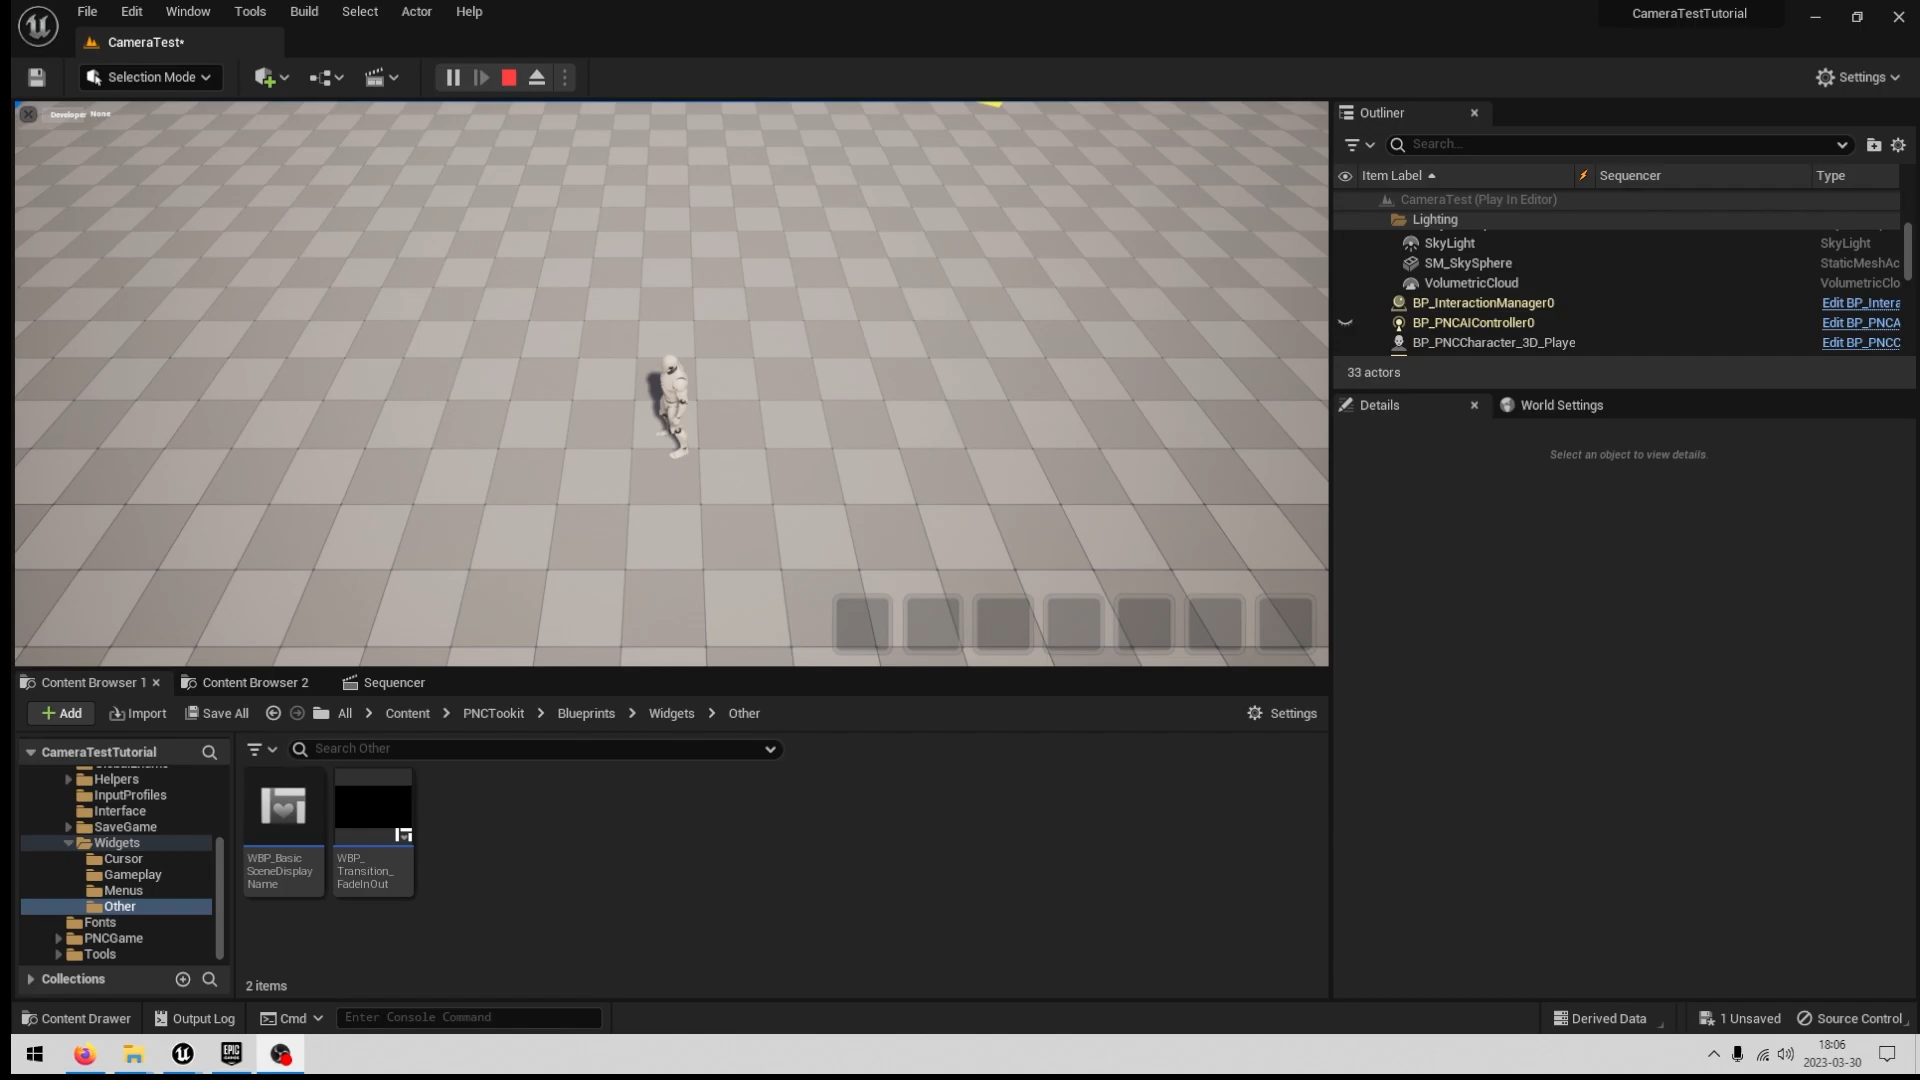 File Edit Window Tools Build Select Actor Help
CameraTestTutorial
CameraTest*
Selection Mode
Settings
Developer None
Outliner
Search...
Item Label Sequencer Type
CameraTest (Play In Editor)
Lighting
SkyLight SkyLight
SM_SkySphere StaticMeshAc
VolumetricCloud VolumetricClo
BP_InteractionManager0 Edit BP_Intera
BP_PNCAIController0 Edit BP_PNCA
BP_PNCCharacter_3D_Playe Edit BP_PNCC
33 actors
Details World Settings
Select an object to view details.
Content Browser 1 Content Browser 2 Sequencer
Add Import Save All All Content PNCTookit Blueprints Widgets Other Settings
CameraTestTutorial
Search Other
Helpers
InputProfiles
Interface
SaveGame
Widgets
Cursor
Gameplay
Menus
Other
Fonts
PNCGame
Tools
Collections
WBP_Basic
SceneDisplay
Name
WBP_
Transition_
FadeInOut
2 items
Content Drawer Output Log Cmd Enter Console Command Derived Data 1 Unsaved Source Control
EPIC
GAMES
18:06
2023-03-30